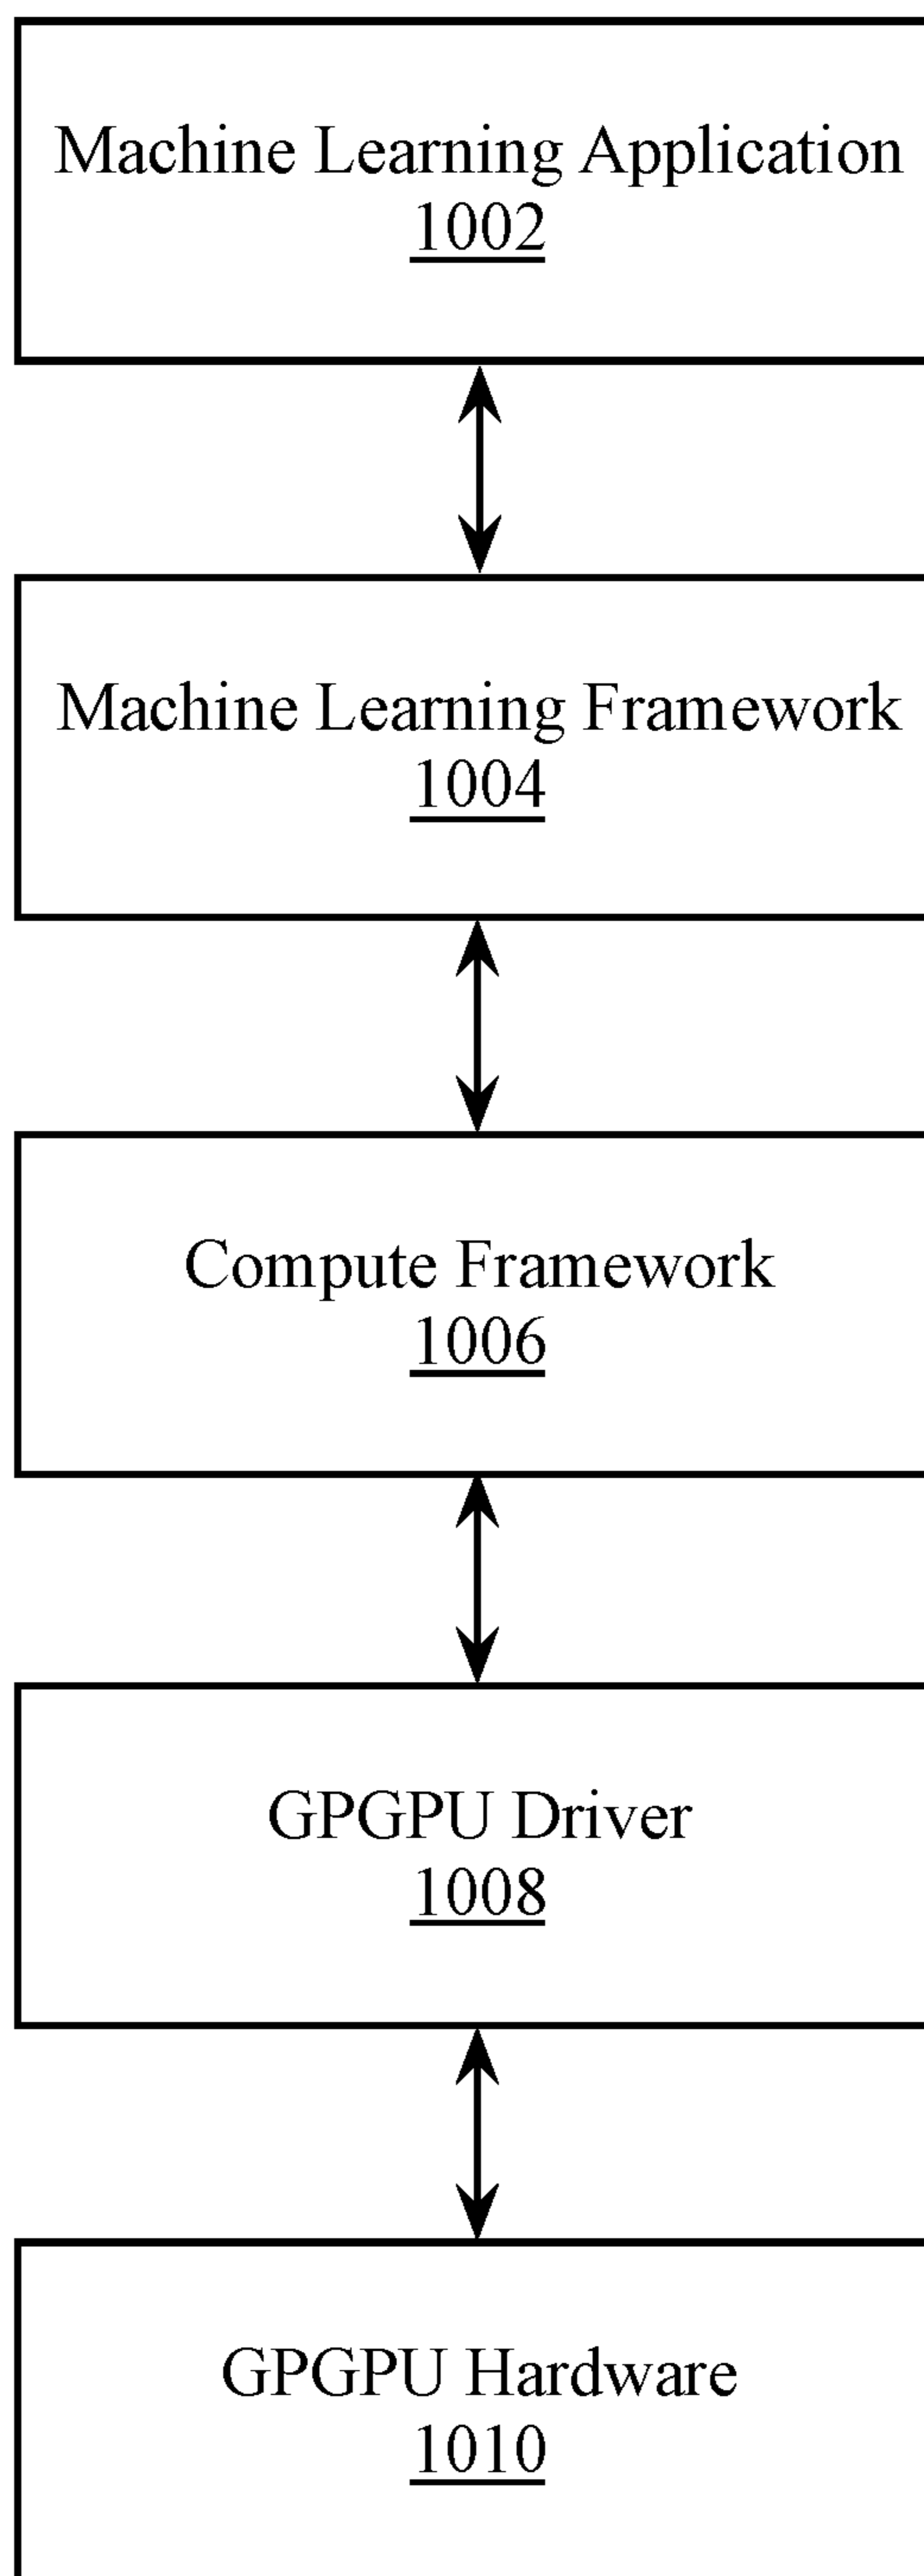 Machine Learning Application
1002
Machine Learning Framework
1004
Compute Framework
1006
GPGPU Driver
1008
GPGPU Hardware
1010